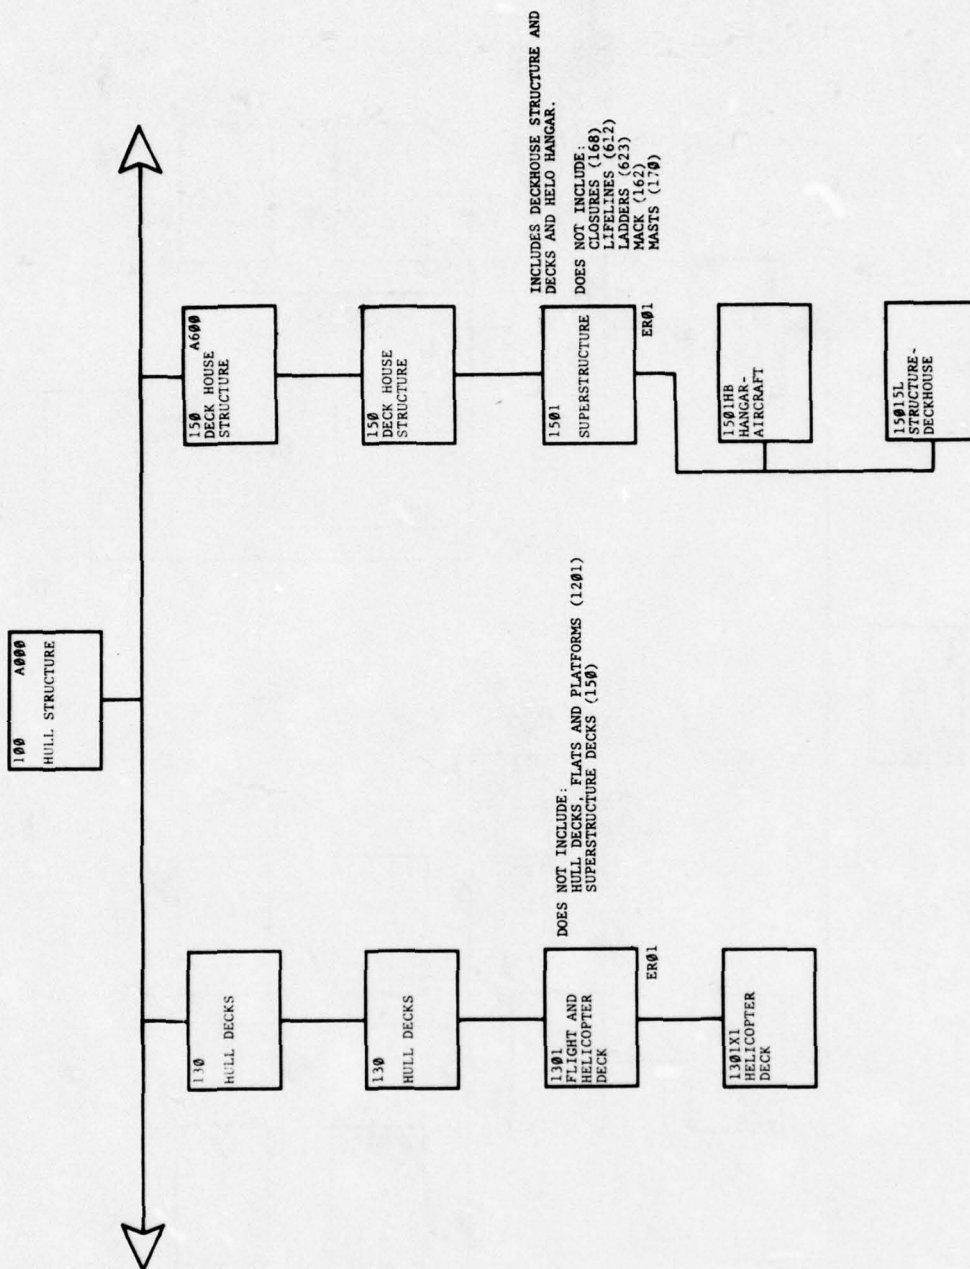 100 A000
HULL STRUCTURE
130
HULL DECKS
130
HULL DECKS
1301
FLIGHT AND
HELICOPTER
DECK
ER01
DOES NOT INCLUDE:
HULL DECKS, FLATS AND PLATFORMS (1201)
SUPERSTRUCTURE DECKS (150)
1301X1
HELICOPTER
DECK
150 A600
DECK HOUSE
STRUCTURE
150
DECK HOUSE
STRUCTURE
1501
SUPERSTRUCTURE
ER01
INCLUDES DECKHOUSE STRUCTURE AND
DECKS AND HELO HANGAR.
DOES NOT INCLUDE:
CLOSURES (168)
LIFELINES (612)
LADDERS (623)
MACK (162)
MASTS (170)
1501HB
HANGAR-
AIRCRAFT
15015L
STRUCTURE-
DECKHOUSE